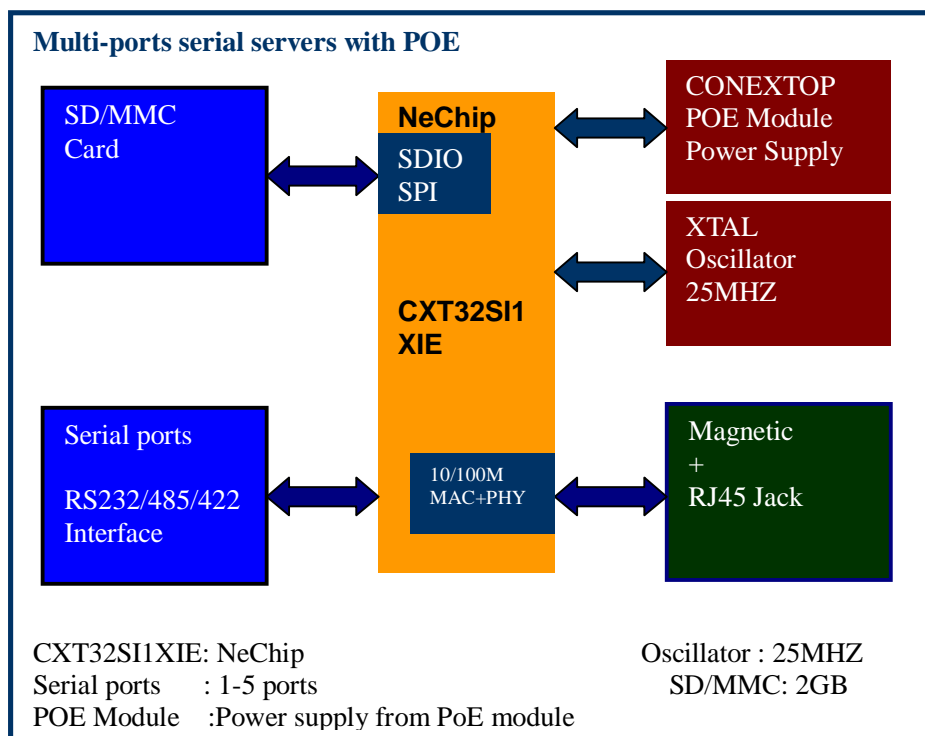 Multi-ports serial servers with POE
SD/MMC
Card
NeChip
SDIO
SPI
CXT32SI1
XIE
CONEXTOP
POE Module
Power Supply
XTAL
Oscillator
25MHZ
Serial ports
RS232/485/422
Interface
10/100M
MAC+PHY
Magnetic
+
RJ45 Jack
CXT32SI1XIE: NeChip
Serial ports : 1-5 ports
POE Module :Power supply from PoE module
Oscillator : 25MHZ
SD/MMC: 2GB